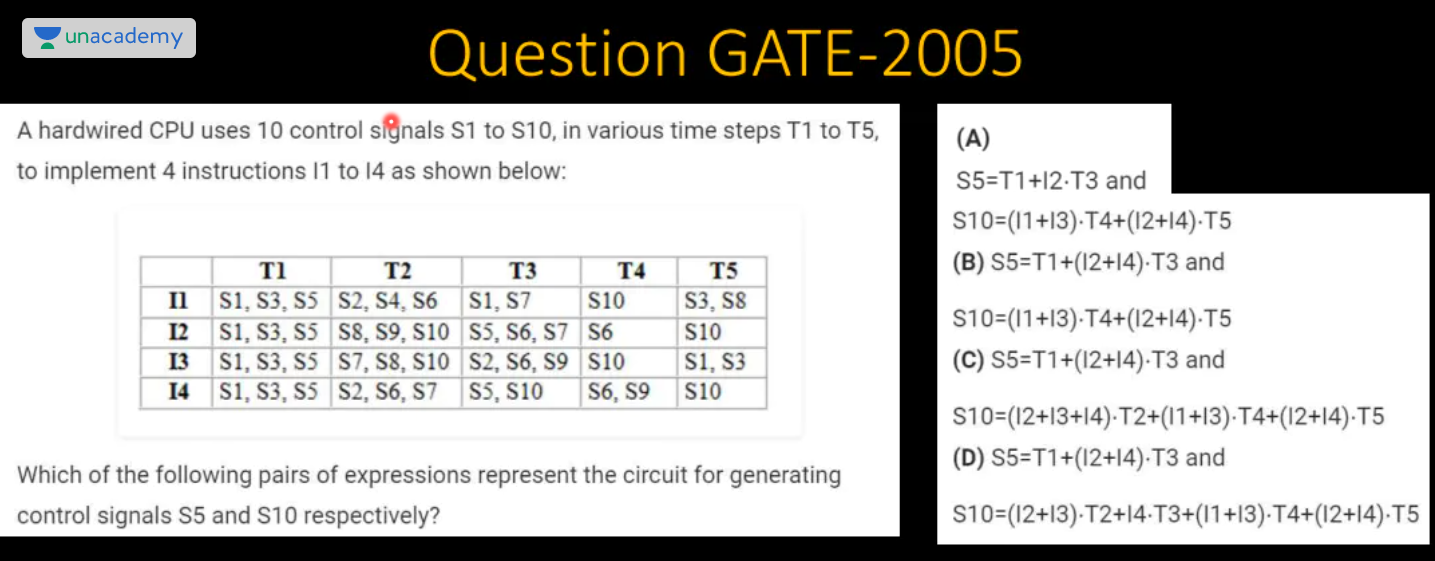 unacademy
Question GATE-2005
A hardwired CPU uses 10 control signals S1 to S10, in various time steps T1 to T5,
to implement 4 instructions I1 to I4 as shown below:
T1 T2 T3 T4 T5
I1 S1, S3, S5 S2, S4, S6 S1, S7 S10 S3, S8
I2 S1, S3, S5 S8, S9, S10 S5, S6, S7 S6 S10
I3 S1, S3, S5 S7, S8, S10 S2, S6, S9 S10 S1, S3
I4 S1, S3, S5 S2, S6, S7 S5, S10 S6, S9 S10
Which of the following pairs of expressions represent the circuit for generating
control signals S5 and S10 respectively?
(A)
S5=T1+I2⋅T3 and
S10=(I1+I3)⋅T4+(I2+I4)⋅T5
(B) S5=T1+(I2+I4)⋅T3 and
S10=(I1+I3)⋅T4+(I2+I4)⋅T5
(C) S5=T1+(I2+I4)⋅T3 and
S10=(I2+I3+I4)⋅T2+(I1+I3)⋅T4+(I2+I4)⋅T5
(D) S5=T1+(I2+I4)⋅T3 and
S10=(I2+I3)⋅T2+I4⋅T3+(I1+I3)⋅T4+(I2+I4)⋅T5